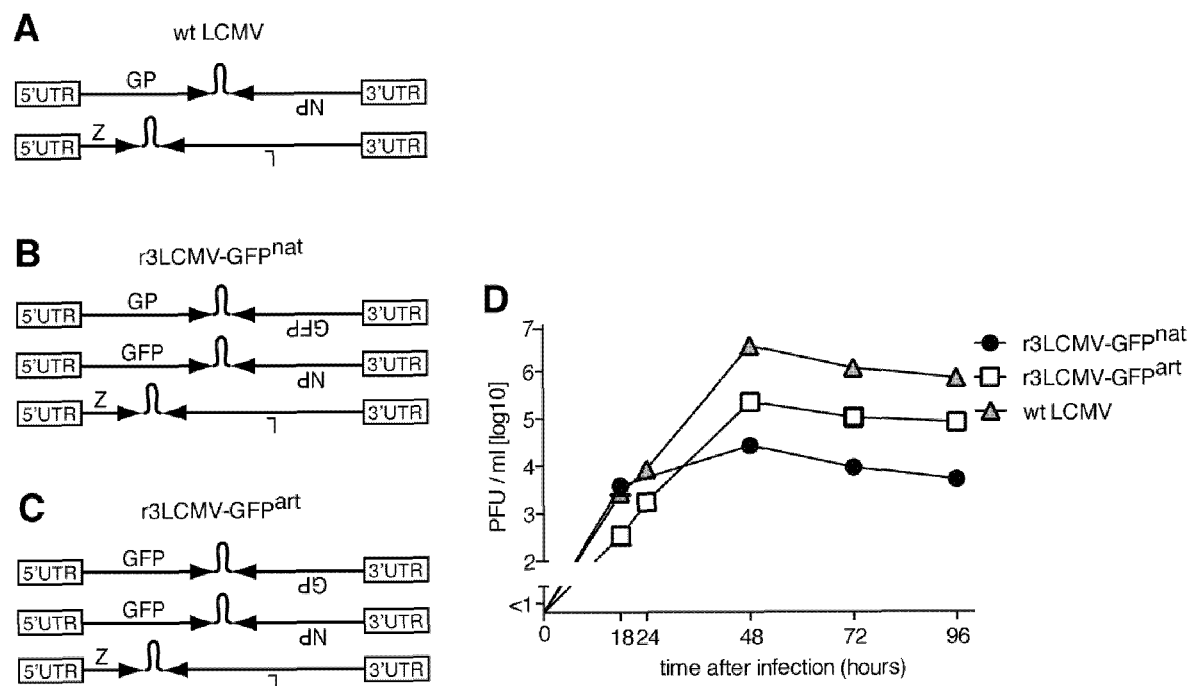 A
wt LCMV
5'UTR GP NP 3'UTR
5'UTR Z L 3'UTR
B
r3LCMV-GFPnat
5'UTR GP GFP 3'UTR
5'UTR GFP NP 3'UTR
5'UTR Z L 3'UTR
C
r3LCMV-GFPart
5'UTR GFP GP 3'UTR
5'UTR GFP NP 3'UTR
5'UTR Z L 3'UTR
D
PFU / ml [log10]
7
6
5
4
3
2
<1
0 18 24 48 72 96
time after infection (hours)
r3LCMV-GFPnat
r3LCMV-GFPart
wt LCMV